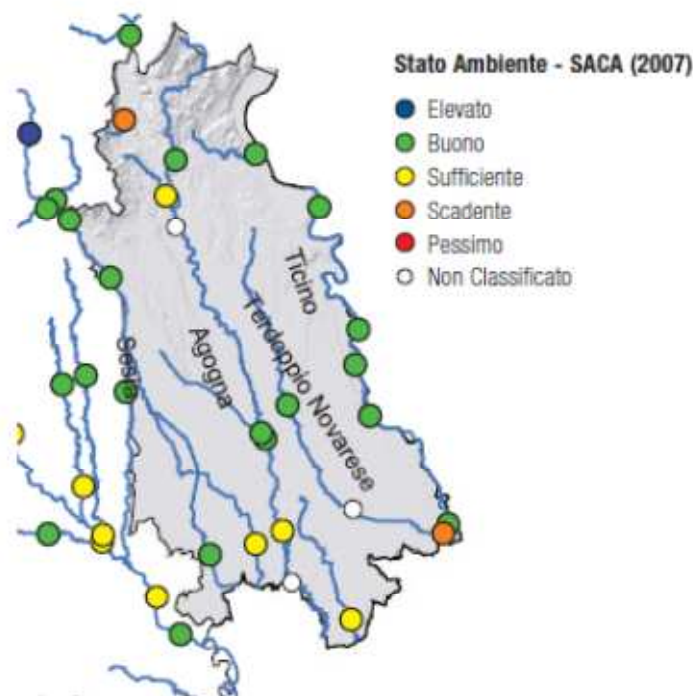 Stato Ambiente - SACA (2007)
Elevato
Buono
Sufficiente
Scadente
Pessimo
Non Classificato
Ticino
Terdoppio Novarese
Agogna
Sesia